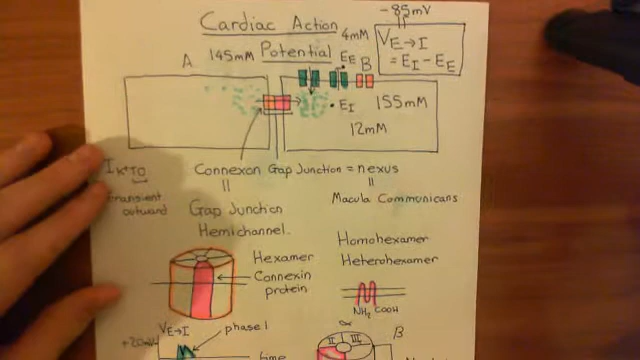 Cardiac Action
Potential
-85mV
VE→I
= EI - EE
A
145mM
4mM
EE
B
EI
155mM
12mM
IK+TO
transient
outward
Connexon Gap Junction = nexus
=
Gap Junction
Hemichannel.
=
Macula Communicans
Hexamer
Connexin
protein
Homohexamer
Heterohexamer
NH2 COOH
VE→I
phase 1
+20mV
time
α
II
III
β